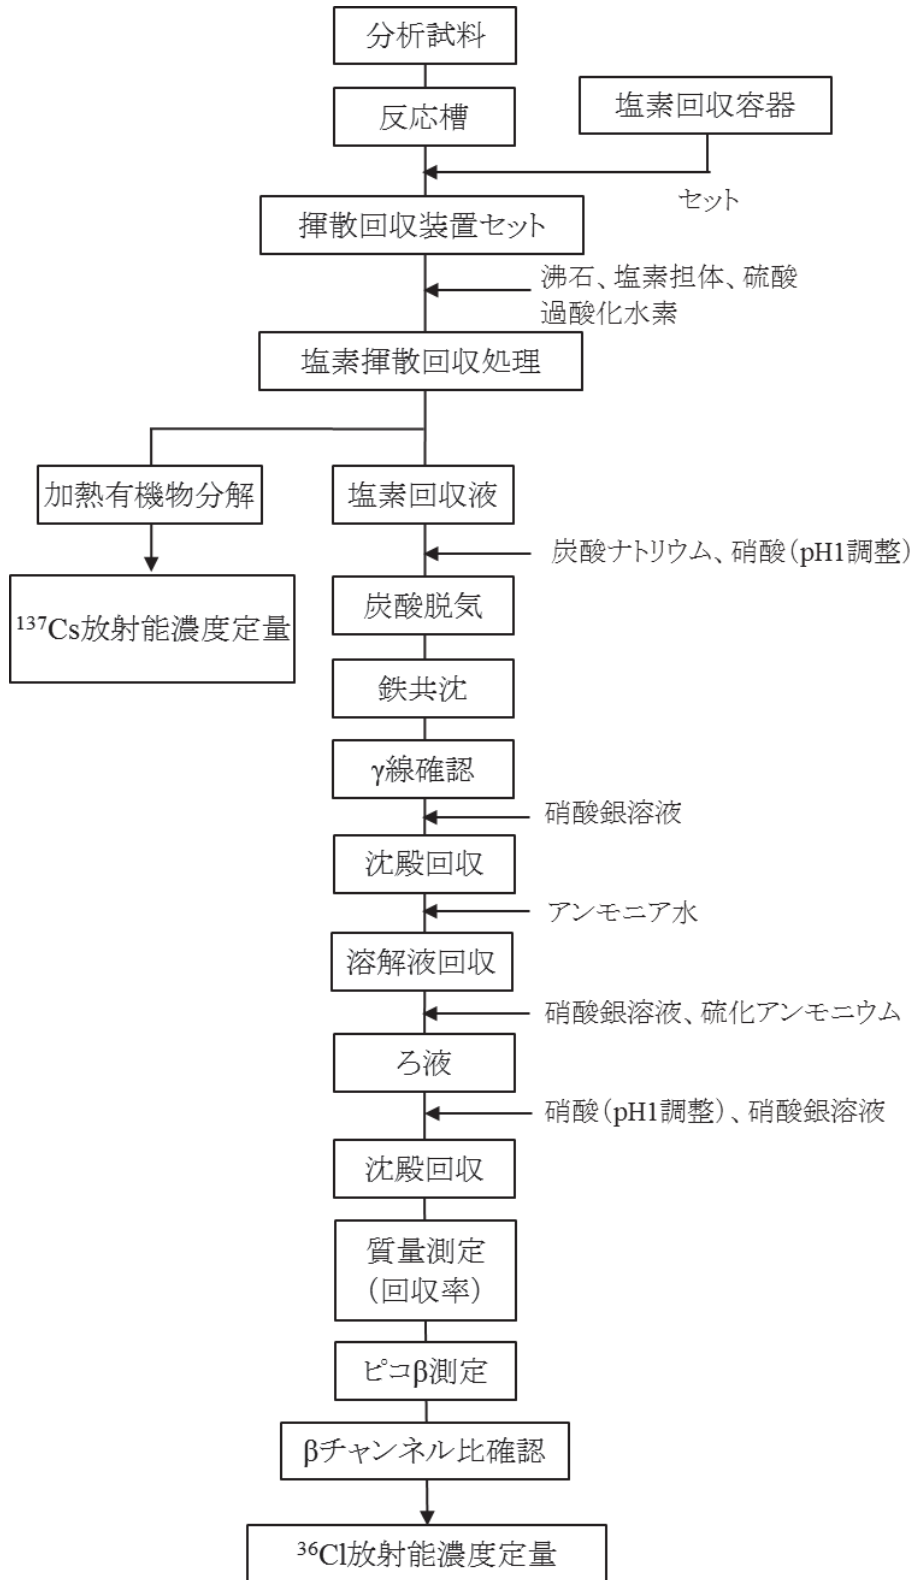 分析試料
反応槽
塩素回収容器
セット
揮散回収装置セット
沸石、塩素担体、硫酸
過酸化水素
塩素揮散回収処理
加熱有機物分解
塩素回収液
炭酸ナトリウム、硝酸(pH1調整)
¹³⁷Cs放射能濃度定量
炭酸脱気
鉄共沈
γ線確認
硝酸銀溶液
沈殿回収
アンモニア水
溶解液回収
硝酸銀溶液、硫化アンモニウム
ろ液
硝酸(pH1調整)、硝酸銀溶液
沈殿回収
質量測定
(回収率)
ピコβ測定
βチャンネル比確認
³⁶Cl放射能濃度定量